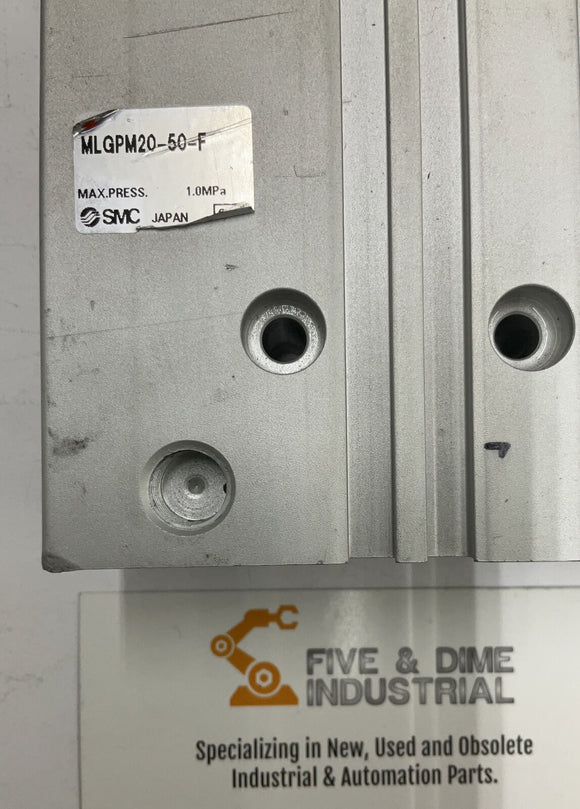 MLGPM20-50-F
MAX.PRESS. 1.0MPa
SMC JAPAN
FIVE & DIME
INDUSTRIAL
Specializing in New, Used and Obsolete
Industrial & Automation Parts.